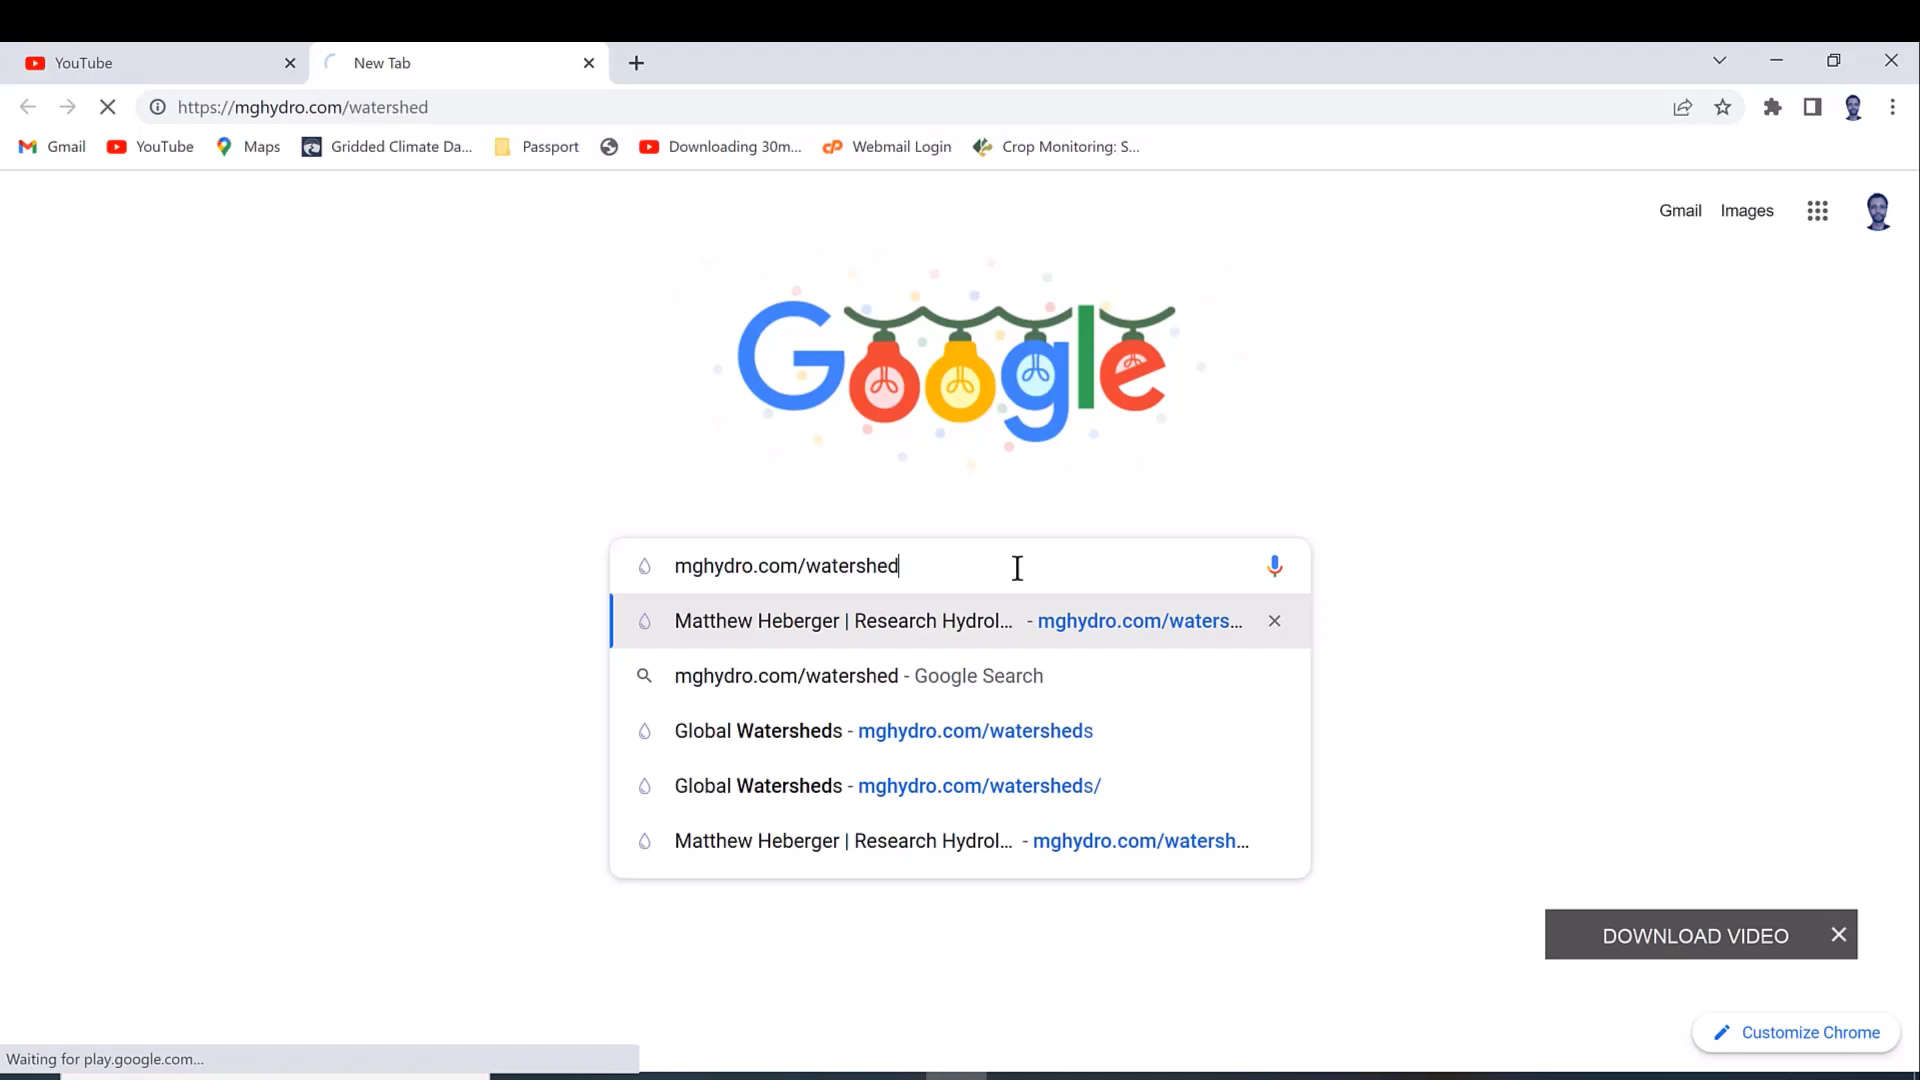 YouTube
New Tab
https://mghydro.com/watershed
Gmail YouTube Maps Gridded Climate Da... Passport Downloading 30m... Webmail Login Crop Monitoring: S...
Gmail Images
Google
mghydro.com/watershed
Matthew Heberger | Research Hydrol... - mghydro.com/waters...
mghydro.com/watershed - Google Search
Global Watersheds - mghydro.com/watersheds
Global Watersheds - mghydro.com/watersheds/
Matthew Heberger | Research Hydrol... - mghydro.com/watersh...
DOWNLOAD VIDEO
Customize Chrome
Waiting for play.google.com...